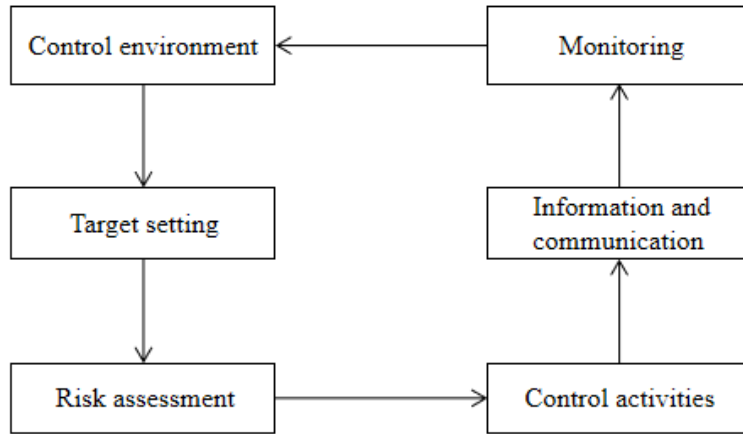 Control environment
Monitoring
Target setting
Information and
communication
Risk assessment
Control activities